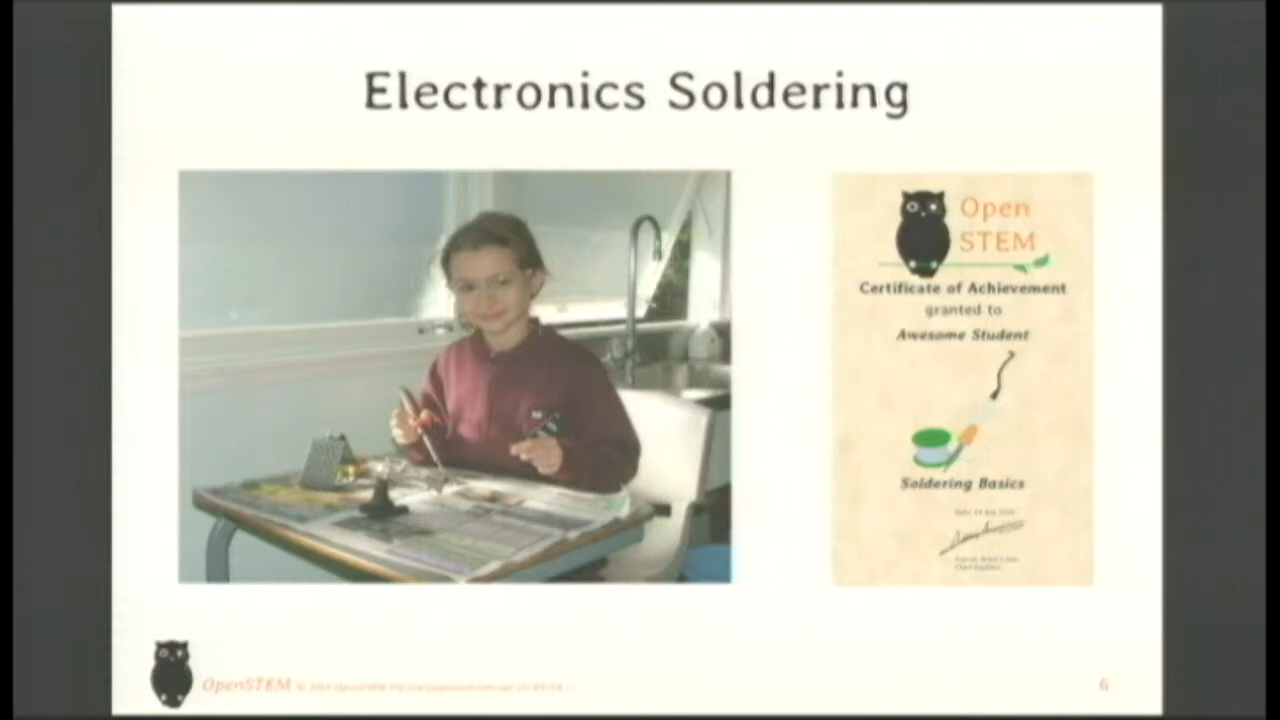 Electronics Soldering
Open
STEM
Certificate of Achievement
granted to
Awesome Student
Soldering Basics
OpenSTEM
6